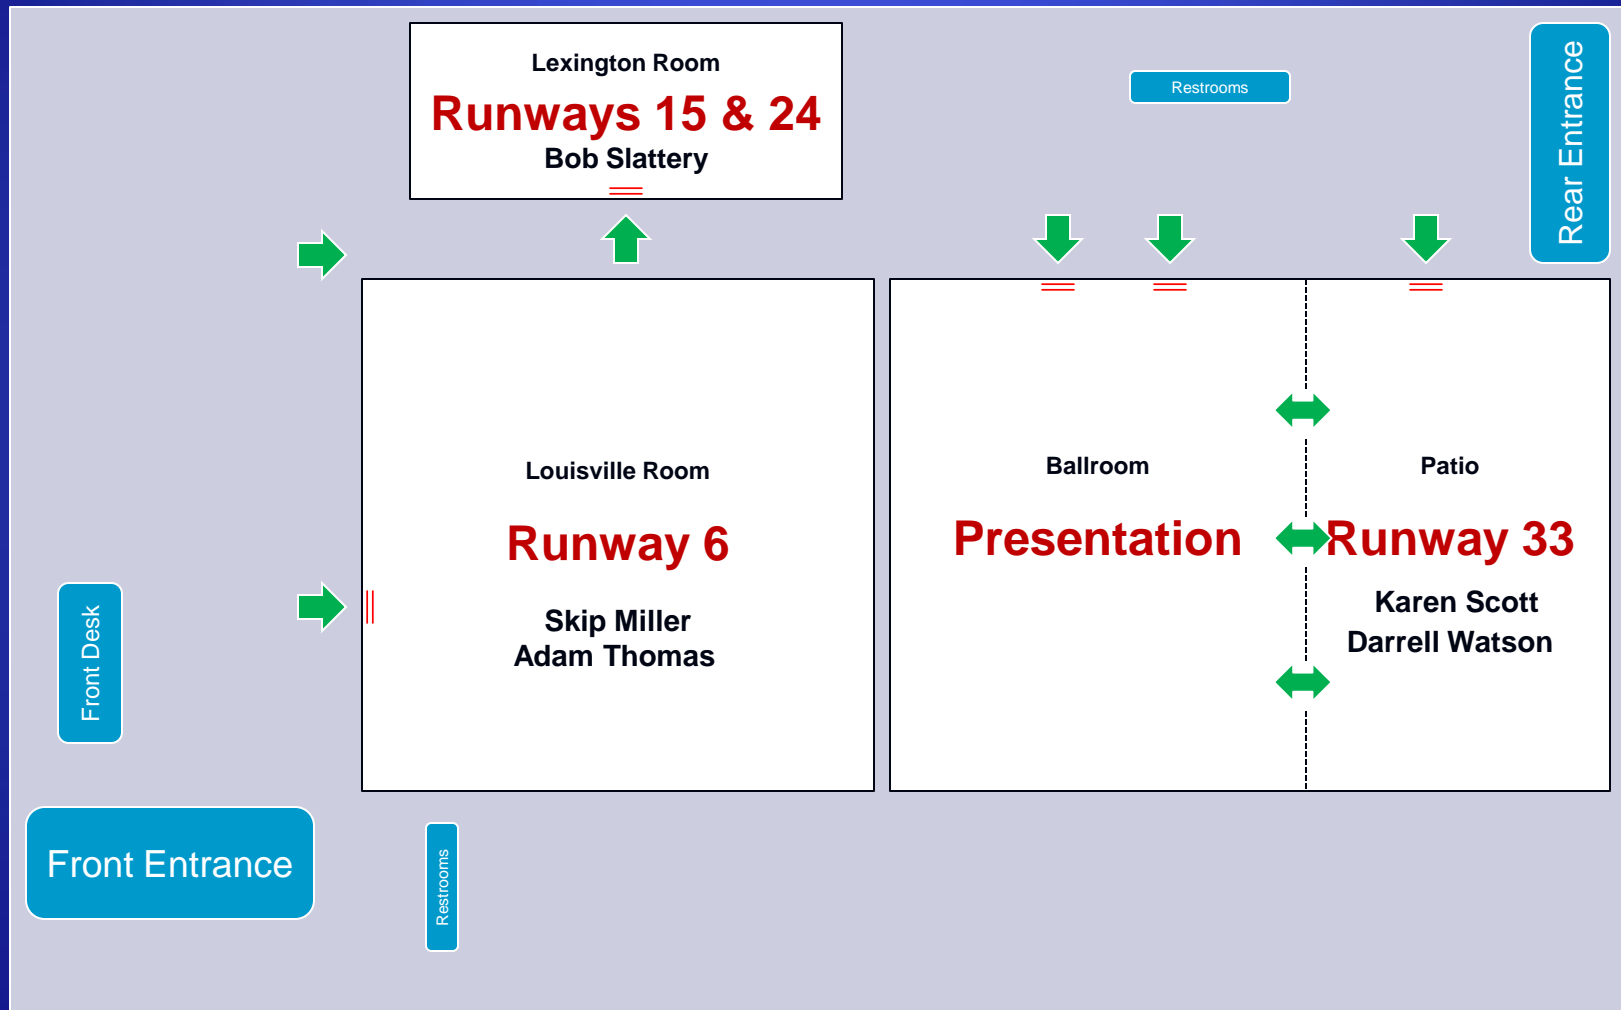 Lexington Room
Runways 15 & 24
Bob Slattery
Restrooms
Rear Entrance
Louisville Room
Runway 6
Skip Miller
Adam Thomas
Ballroom
Presentation
Patio
Runway 33
Karen Scott
Darrell Watson
Front Desk
Front Entrance
Restrooms